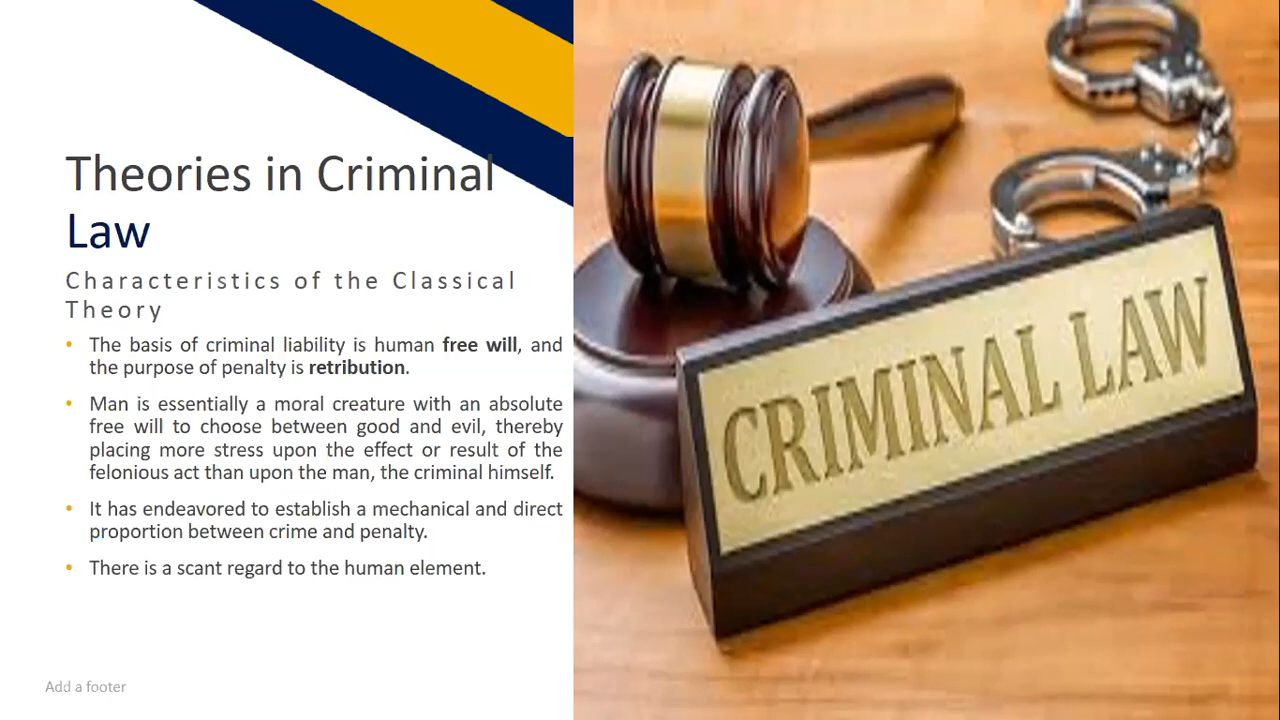 Theories in Criminal
Law
Characteristics of the Classical
Theory
• The basis of criminal liability is human free will, and
the purpose of penalty is retribution.
• Man is essentially a moral creature with an absolute
free will to choose between good and evil, thereby
placing more stress upon the effect or result of the
felonious act than upon the man, the criminal himself.
• It has endeavored to establish a mechanical and direct
proportion between crime and penalty.
• There is a scant regard to the human element.
Add a footer
CRIMINAL LAW